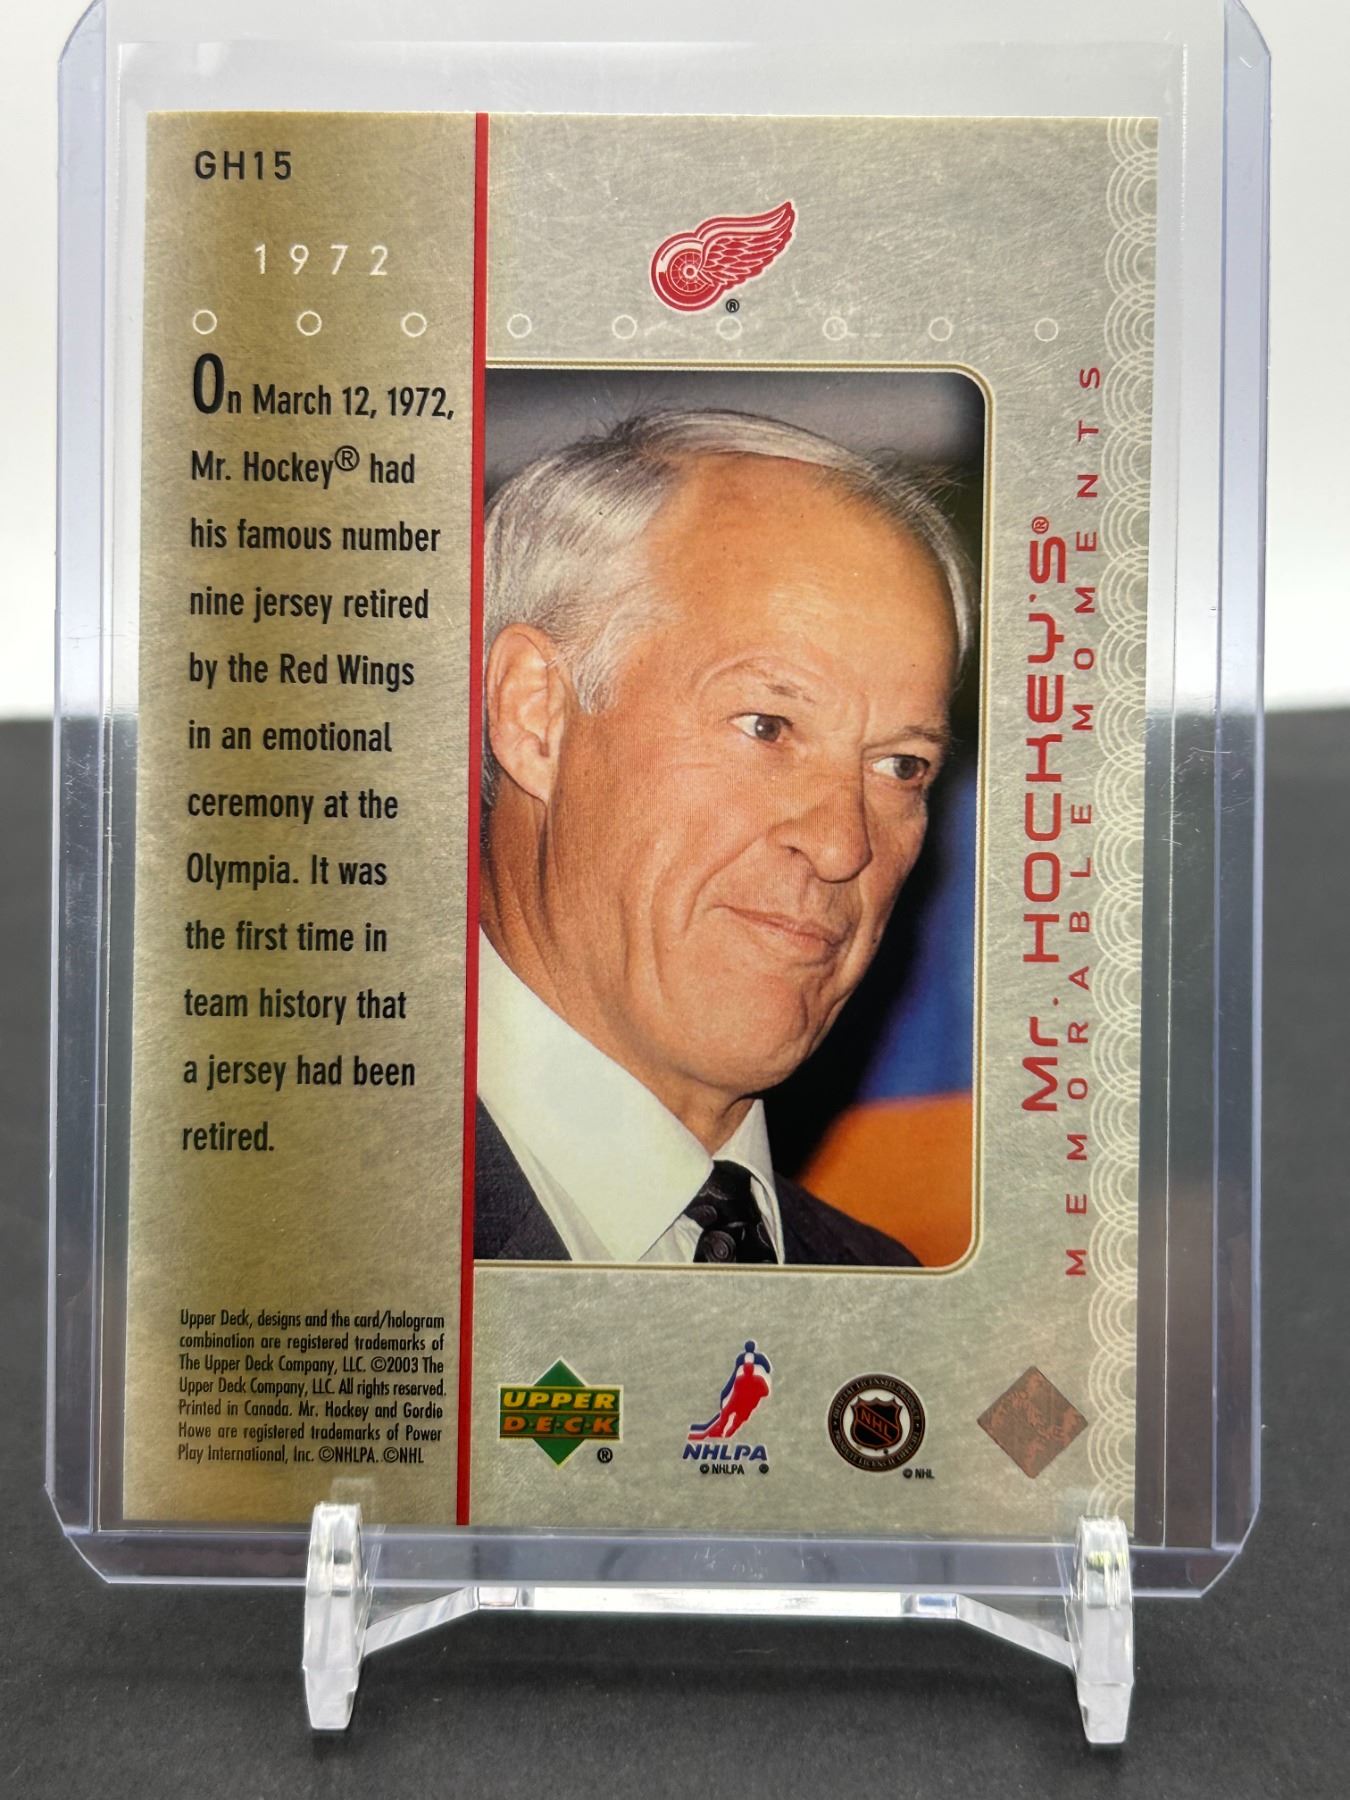 GH15
1972
On March 12, 1972,
Mr. Hockey® had
his famous number
nine jersey retired
by the Red Wings
in an emotional
ceremony at the
Olympia. It was
the first time in
team history that
a jersey had been
retired.
Mr. HOCKEY'S®
MEMORABLE MOMENTS
Upper Deck, designs and the card/hologram
combination are registered trademarks of
The Upper Deck Company, LLC. ©2003 The
Upper Deck Company, LLC. All rights reserved.
Printed in Canada. Mr. Hockey and Gordie
Howe are registered trademarks of Power
Play International, Inc. ©NHLPA. ©NHL
UPPER
DECK
®
NHLPA
©NHLPA ®
NHL
© NHL
®